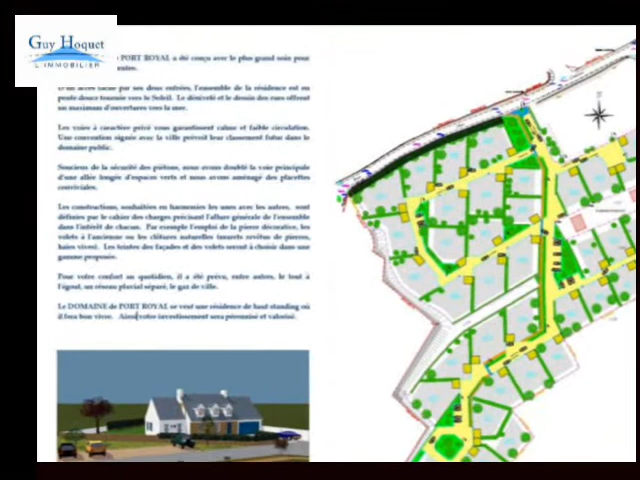 Guy Hoquet
L'IMMOBILIER
PORT ROYAL a été conçu avec le plus grand soin pour
D'un accès facile par ses deux entrées, l'ensemble de la résidence est en
pente douce tournée vers le Soleil. Le dénivelé et le dessin des rues offrent
un maximum d'ouvertures vers la mer.
Les voies à caractère privé vous garantissent calme et faible circulation.
Une convention signée avec la ville prévoit leur classement futur dans le
domaine public.
Soucieux de la sécurité des piétons, nous avons doublé la voie principale
d'une allée longée d'espaces verts et nous avons aménagé des placettes
conviviales.
Les constructions, souhaitées en harmonies les unes avec les autres, sont
définies par le cahier des charges précisant l'allure générale de l'ensemble
dans l'intérêt de chacun. Par exemple l'emploi de la pierre décorative, les
volets à l'ancienne ou les clôtures naturelles (murets revêtus de pierres,
haies vives). Les teintes des façades et des volets seront à choisir dans une
gamme proposée.
Pour votre confort au quotidien, il a été prévu, entre autres, le tout à
l'égout, un réseau pluvial séparé, le gaz de ville.
Le DOMAINE de PORT ROYAL se veut une résidence de haut standing où
il fera bon vivre. Ainsi votre investissement sera pérennisé et valorisé.